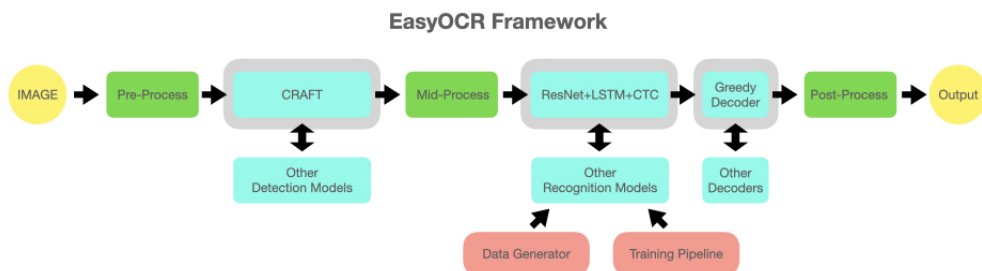 EasyOCR Framework
IMAGE
Pre-Process
CRAFT
Mid-Process
ResNet+LSTM+CTC
Greedy
Decoder
Post-Process
Output
Other
Detection Models
Other
Recognition Models
Other
Decoders
Data Generator
Training Pipeline